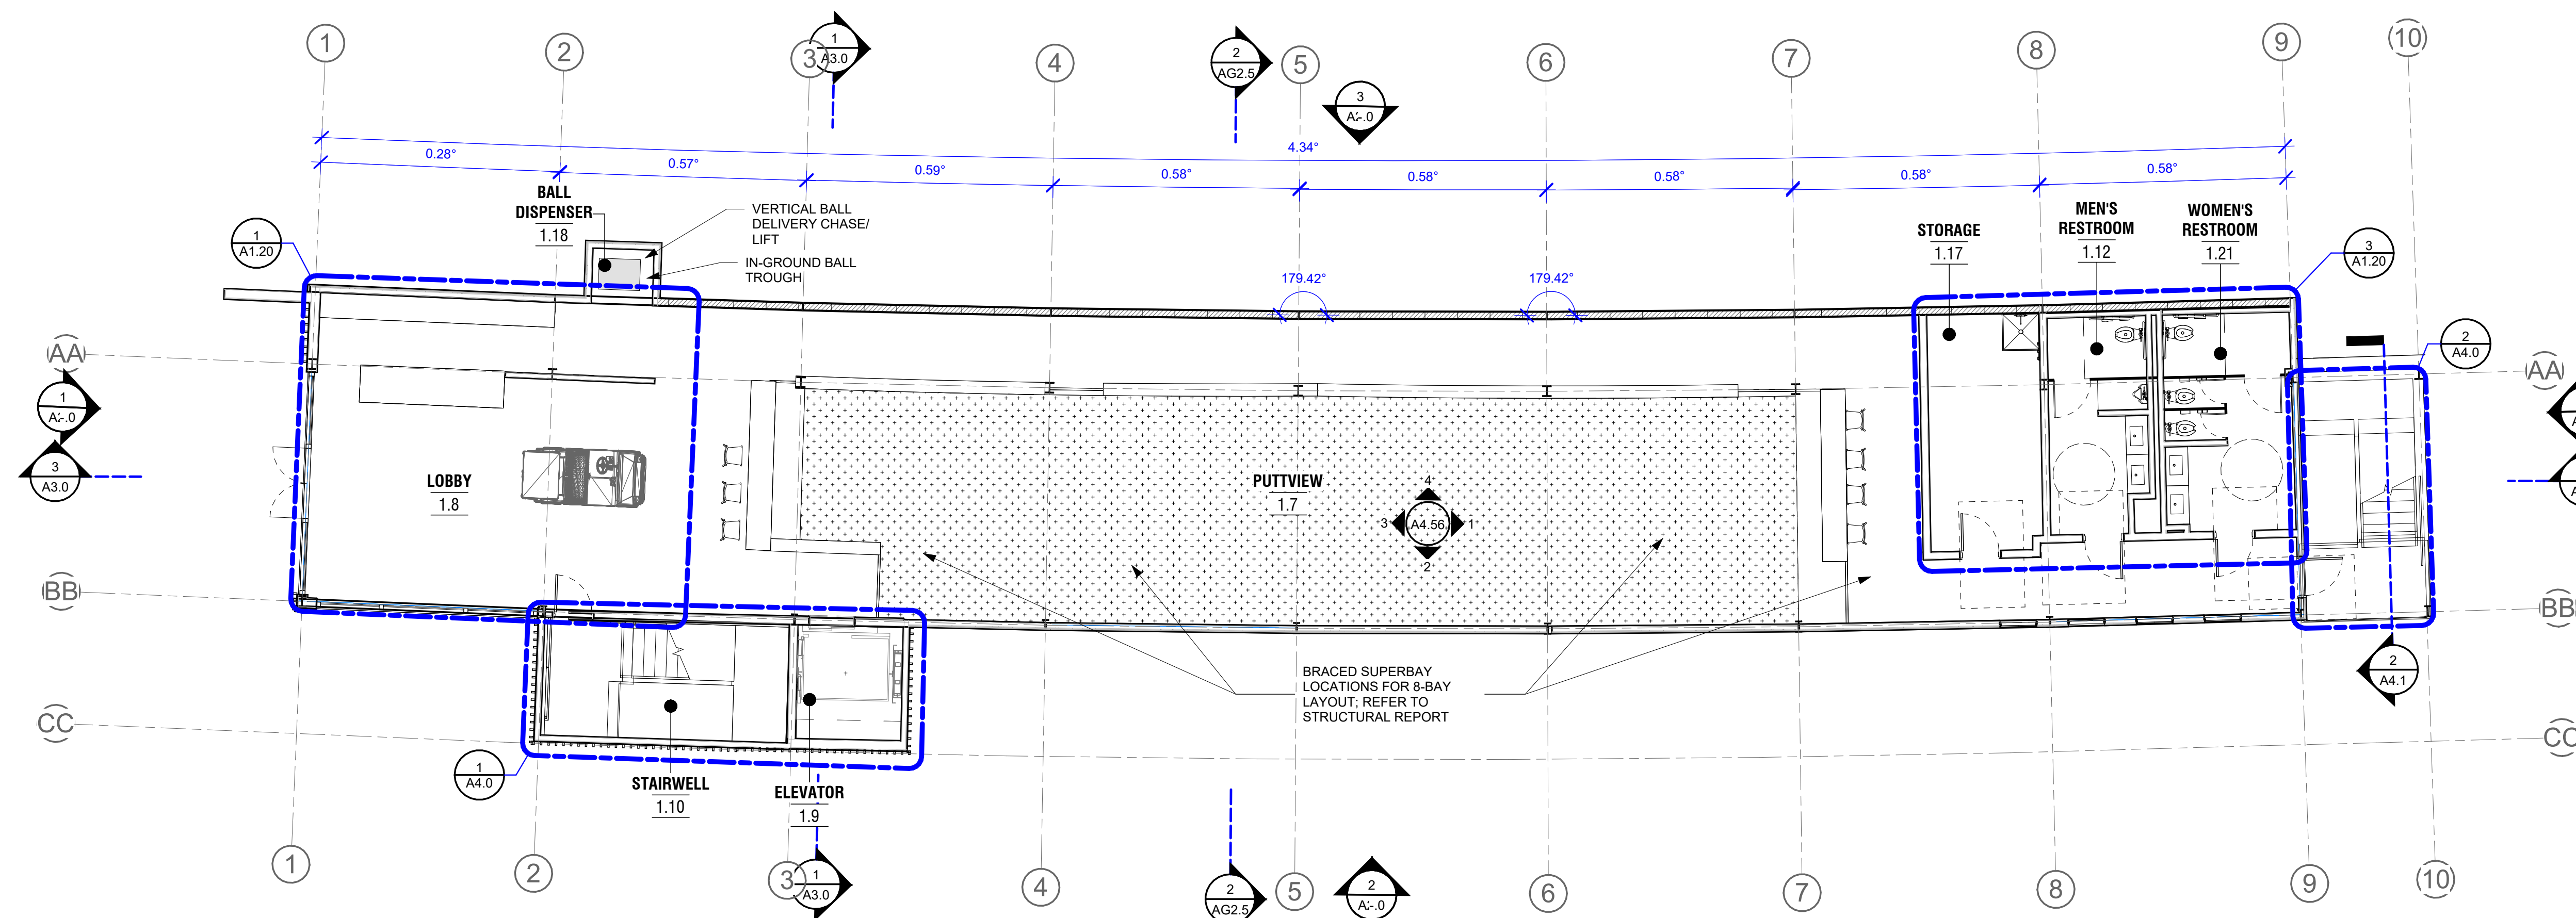 1
2
3
1
A3.0
4
2
AG2.5
5
3
6
7
8
9
10
4.34°
0.28°
0.57°
0.59°
0.58°
0.58°
0.58°
0.58°
0.58°
BALL
DISPENSER
1.18
VERTICAL BALL
DELIVERY CHASE/
LIFT
IN-GROUND BALL
TROUGH
1
A1.20
179.42°
179.42°
STORAGE
1.17
MEN'S
RESTROOM
1.12
WOMEN'S
RESTROOM
1.21
3
A1.20
2
A4.0
AA
AA
1
3
A3.0
LOBBY
1.8
PUTTVIEW
1.7
4
3
A4.56
1
2
BB
BB
BRACED SUPERBAY
LOCATIONS FOR 8-BAY
LAYOUT; REFER TO
STRUCTURAL REPORT
2
A4.1
CC
CC
1
A4.0
STAIRWELL
1.10
ELEVATOR
1.9
1
2
3
1
A3.0
4
2
AG2.5
5
2
6
7
8
9
10